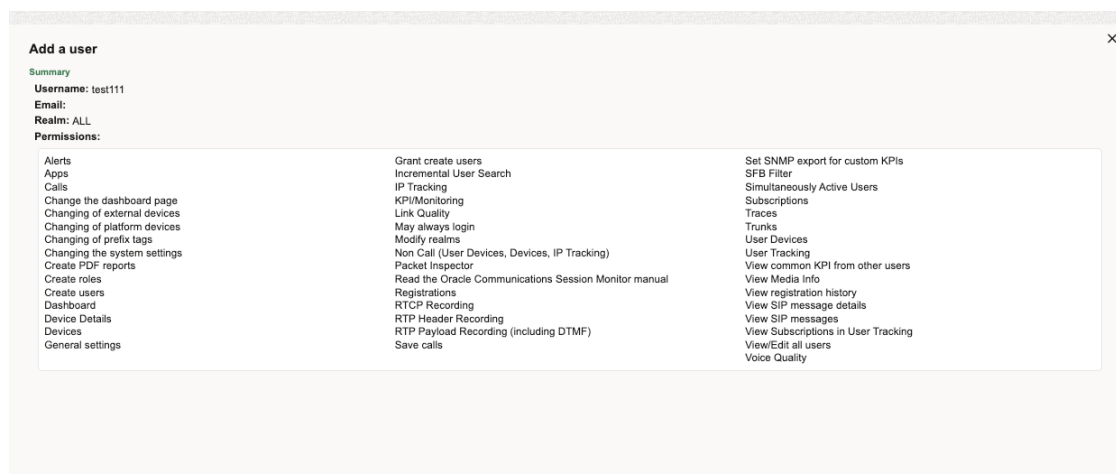 Add a user
Summary
Username: test111
Email:
Realm: ALL
Permissions:
Alerts
Apps
Calls
Change the dashboard page
Changing of external devices
Changing of platform devices
Changing of prefix tags
Changing the system settings
Create PDF reports
Create roles
Create users
Dashboard
Device Details
Devices
General settings
Grant create users
Incremental User Search
IP Tracking
KPI/Monitoring
Link Quality
May always login
Modify realms
Non Call (User Devices, Devices, IP Tracking)
Packet Inspector
Read the Oracle Communications Session Monitor manual
Registrations
RTCP Recording
RTP Header Recording
RTP Payload Recording (including DTMF)
Save calls
Set SNMP export for custom KPIs
SFB Filter
Simultaneously Active Users
Subscriptions
Traces
Trunks
User Devices
User Tracking
View common KPI from other users
View Media Info
View registration history
View SIP message details
View SIP messages
View Subscriptions in User Tracking
View/Edit all users
Voice Quality